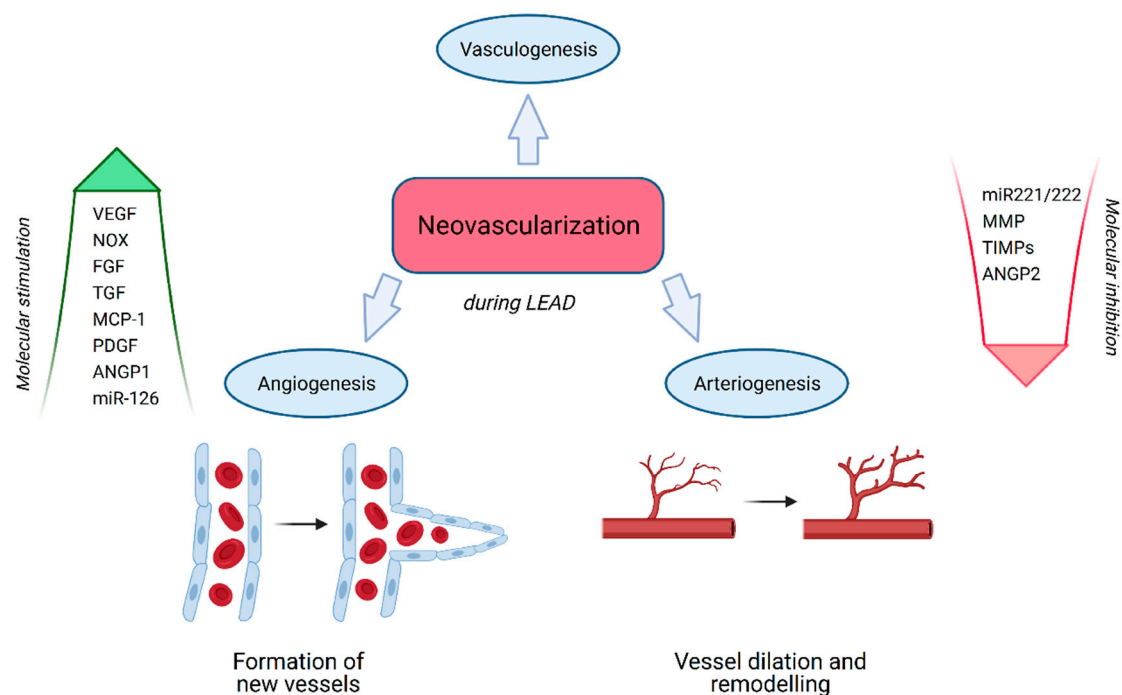 Vasculogenesis
Neovascularization
during LEAD
Molecular stimulation
VEGF
NOX
FGF
TGF
MCP-1
PDGF
ANGP1
miR-126
miR221/222
MMP
TIMPs
ANGP2
Molecular inhibition
Angiogenesis
Arteriogenesis
Formation of
new vessels
Vessel dilation and
remodelling